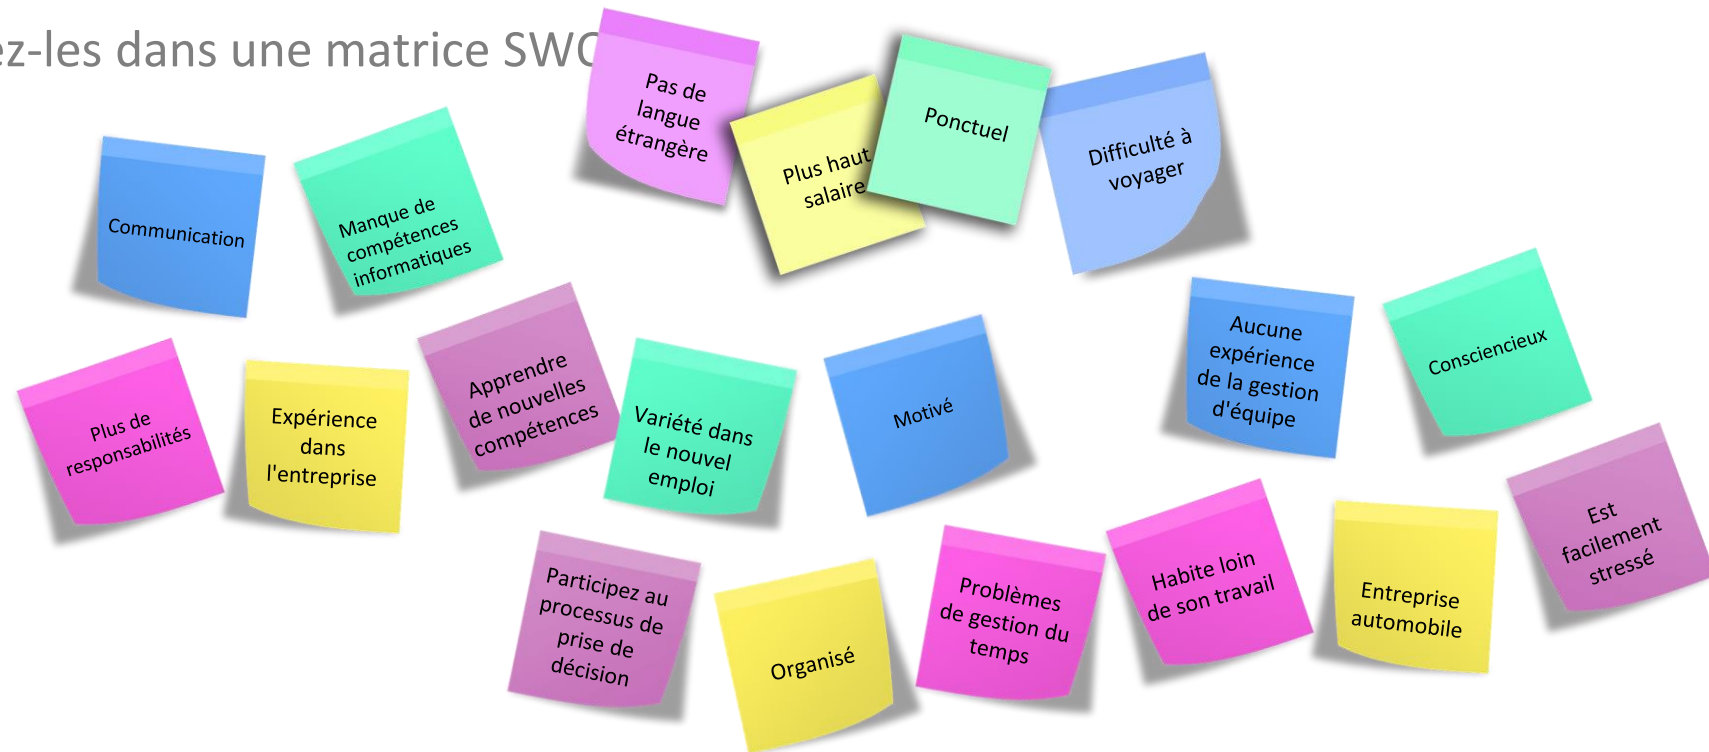 ez-les dans une matrice SWO
Pas de
langue
étrangère
Plus haut
salaire
Ponctuel
Difficulté à
voyager
Communication
Manque de
compétences
informatiques
Aucune
expérience
de la gestion
d'équipe
Consciencieux
Plus de
responsabilités
Expérience
dans
l'entreprise
Apprendre
de nouvelles
compétences
Variété dans
le nouvel
emploi
Motivé
Est
facilement
stressé
Participez au
processus de
prise de
décision
Organisé
Problèmes
de gestion du
temps
Habite loin
de son travail
Entreprise
automobile